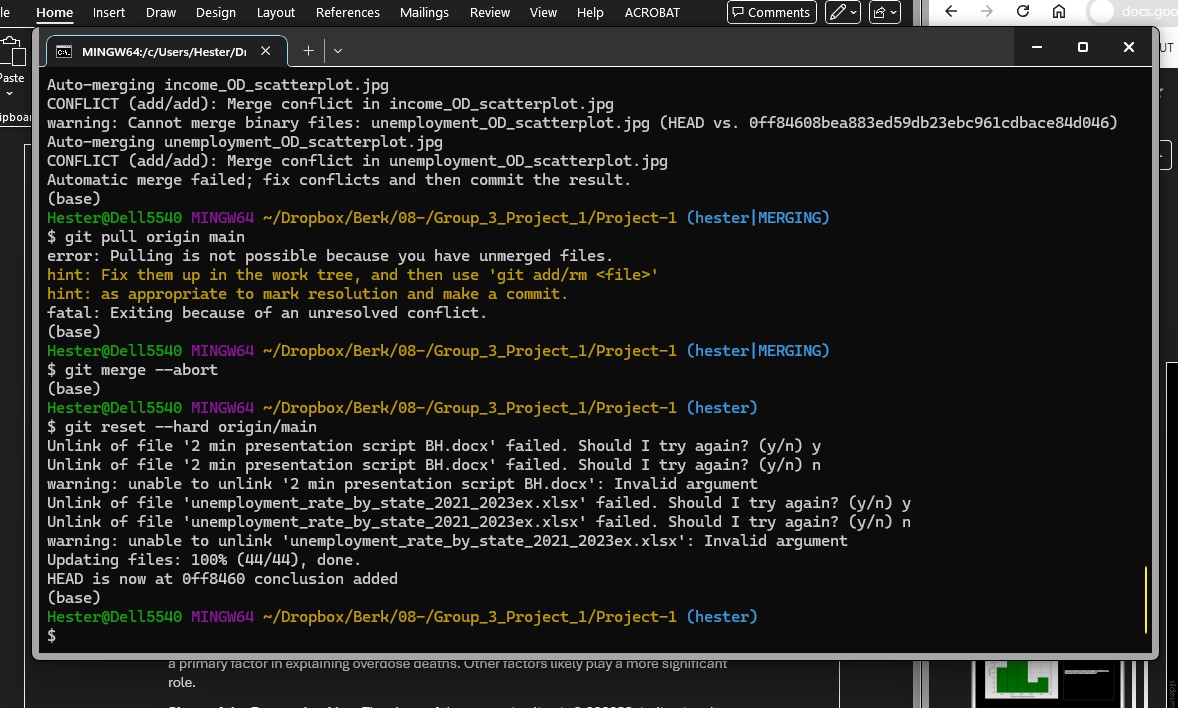 le Home Insert Draw Design Layout References Mailings Review View Help ACROBAT Comments
docs.goo
MINGW64:/c/Users/Hester/Dr
UT
Paste
Auto-merging income_OD_scatterplot.jpg
CONFLICT (add/add): Merge conflict in income_OD_scatterplot.jpg
warning: Cannot merge binary files: unemployment_OD_scatterplot.jpg (HEAD vs. 0ff84608bea883ed59db23ebc961cdbace84d046)
Auto-merging unemployment_OD_scatterplot.jpg
CONFLICT (add/add): Merge conflict in unemployment_OD_scatterplot.jpg
Automatic merge failed; fix conflicts and then commit the result.
(base)
Hester@Dell5540 MINGW64 ~/Dropbox/Berk/08-/Group_3_Project_1/Project-1 (hester|MERGING)
$ git pull origin main
error: Pulling is not possible because you have unmerged files.
hint: Fix them up in the work tree, and then use 'git add/rm <file>'
hint: as appropriate to mark resolution and make a commit.
fatal: Exiting because of an unresolved conflict.
(base)
Hester@Dell5540 MINGW64 ~/Dropbox/Berk/08-/Group_3_Project_1/Project-1 (hester|MERGING)
$ git merge --abort
(base)
Hester@Dell5540 MINGW64 ~/Dropbox/Berk/08-/Group_3_Project_1/Project-1 (hester)
$ git reset --hard origin/main
Unlink of file '2 min presentation script BH.docx' failed. Should I try again? (y/n) y
Unlink of file '2 min presentation script BH.docx' failed. Should I try again? (y/n) n
warning: unable to unlink '2 min presentation script BH.docx': Invalid argument
Unlink of file 'unemployment_rate_by_state_2021_2023ex.xlsx' failed. Should I try again? (y/n) y
Unlink of file 'unemployment_rate_by_state_2021_2023ex.xlsx' failed. Should I try again? (y/n) n
warning: unable to unlink 'unemployment_rate_by_state_2021_2023ex.xlsx': Invalid argument
Updating files: 100% (44/44), done.
HEAD is now at 0ff8460 conclusion added
(base)
Hester@Dell5540 MINGW64 ~/Dropbox/Berk/08-/Group_3_Project_1/Project-1 (hester)
$
a primary factor in explaining overdose deaths. Other factors likely play a more significant
role.